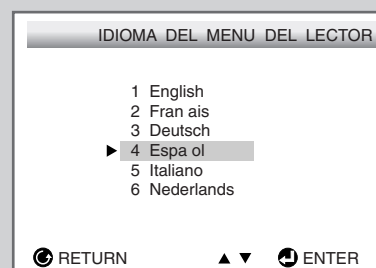 IDIOMA DEL MENU DEL LECTOR
1 English
2 Fran ais
3 Deutsch
▶ 4 Espa ol
5 Italiano
6 Nederlands
RETURN ▲ ▼ ENTER